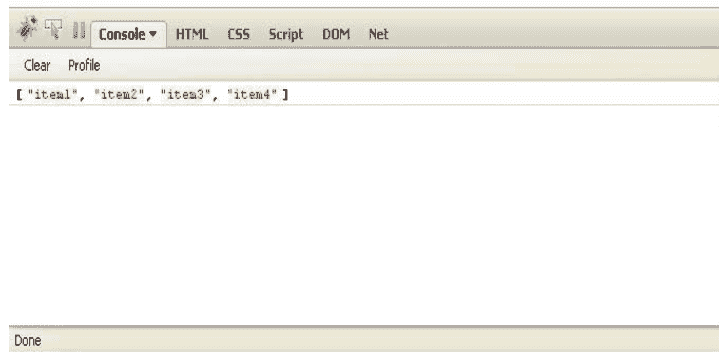 Console HTML CSS Script DOM Net
Clear Profile
[ "item1", "item2", "item3", "item4" ]
Done